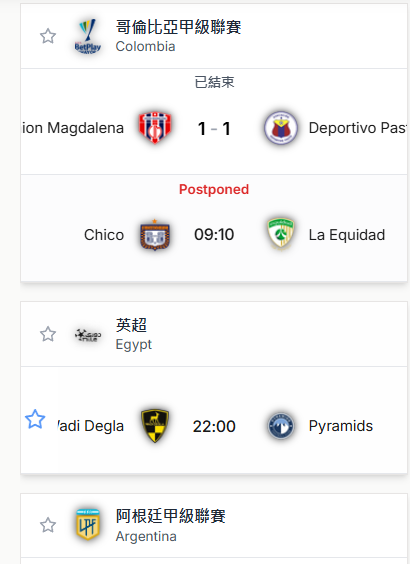 哥倫比亞甲級聯賽
Colombia
已結束
ion Magdalena 1 - 1 Deportivo Past
Postponed
Chico 09:10 La Equidad
英超
Egypt
Wadi Degla 22:00 Pyramids
阿根廷甲級聯賽
Argentina